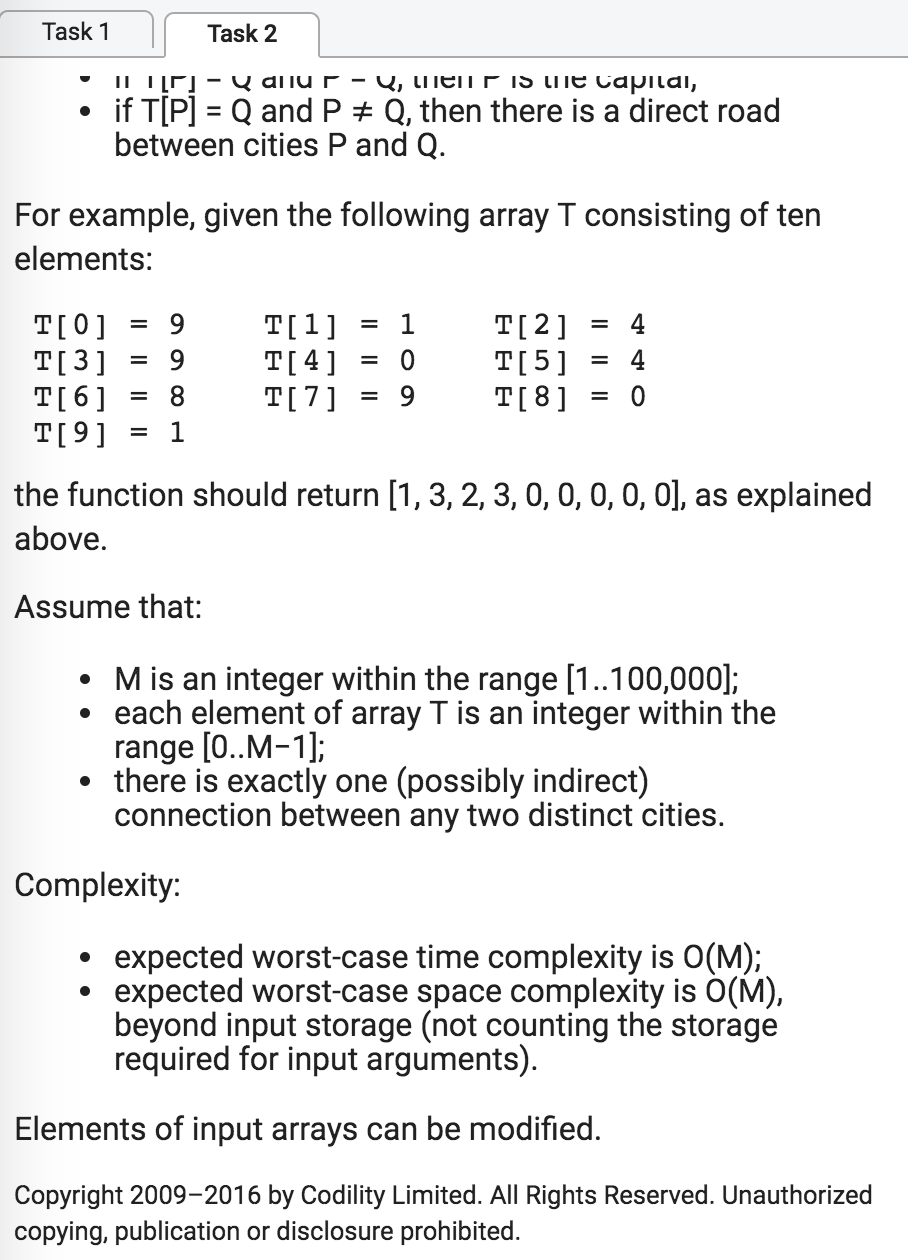 Task 1
Task 2
• if T[P] = Q and P = Q, then P is the capital;
• if T[P] = Q and P ≠ Q, then there is a direct road
between cities P and Q.
For example, given the following array T consisting of ten
elements:
T[0] = 9 T[1] = 1 T[2] = 4
T[3] = 9 T[4] = 0 T[5] = 4
T[6] = 8 T[7] = 9 T[8] = 0
T[9] = 1
the function should return [1, 3, 2, 3, 0, 0, 0, 0, 0], as explained
above.
Assume that:
• M is an integer within the range [1..100,000];
• each element of array T is an integer within the
range [0..M−1];
• there is exactly one (possibly indirect)
connection between any two distinct cities.
Complexity:
• expected worst-case time complexity is O(M);
• expected worst-case space complexity is O(M),
beyond input storage (not counting the storage
required for input arguments).
Elements of input arrays can be modified.
Copyright 2009–2016 by Codility Limited. All Rights Reserved. Unauthorized
copying, publication or disclosure prohibited.